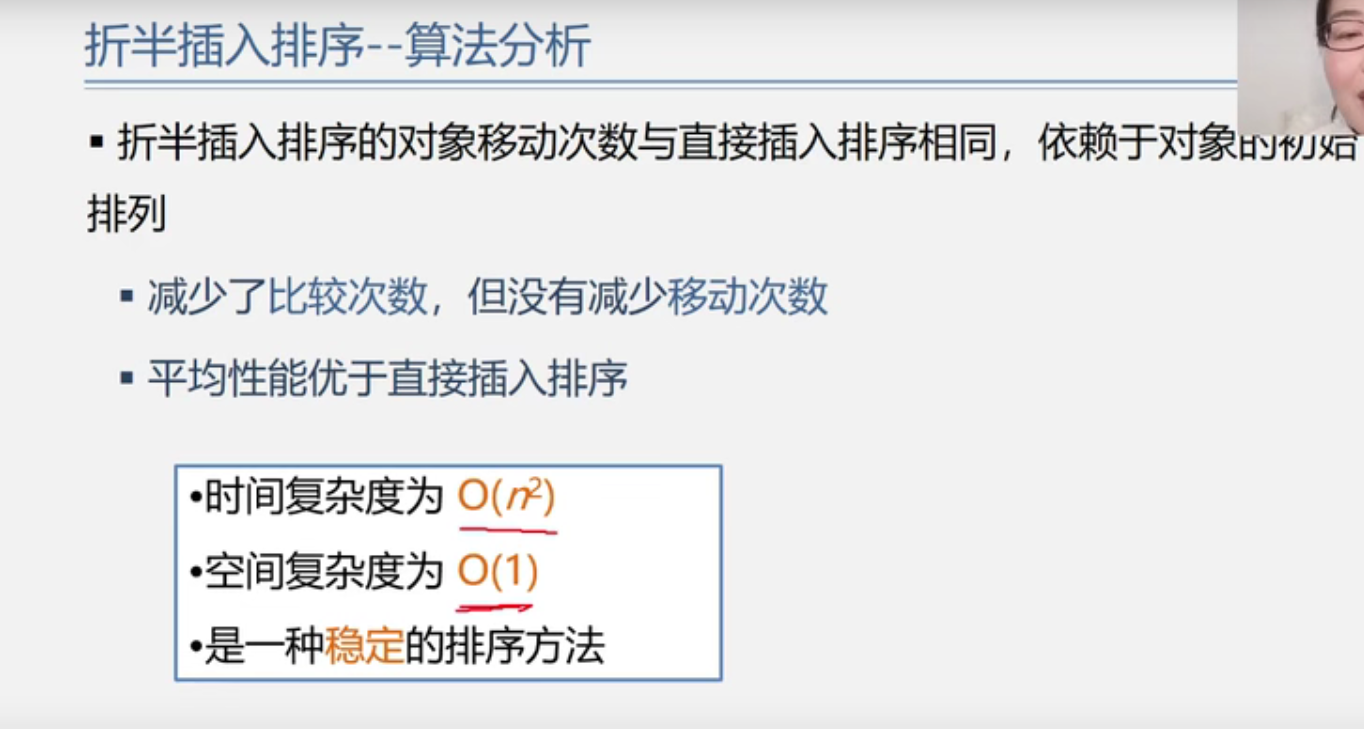 折半插入排序--算法分析
▪ 折半插入排序的对象移动次数与直接插入排序相同，依赖于对象的初始
排列
▪ 减少了比较次数，但没有减少移动次数
▪ 平均性能优于直接插入排序
•时间复杂度为 O(n²)
•空间复杂度为 O(1)
•是一种稳定的排序方法